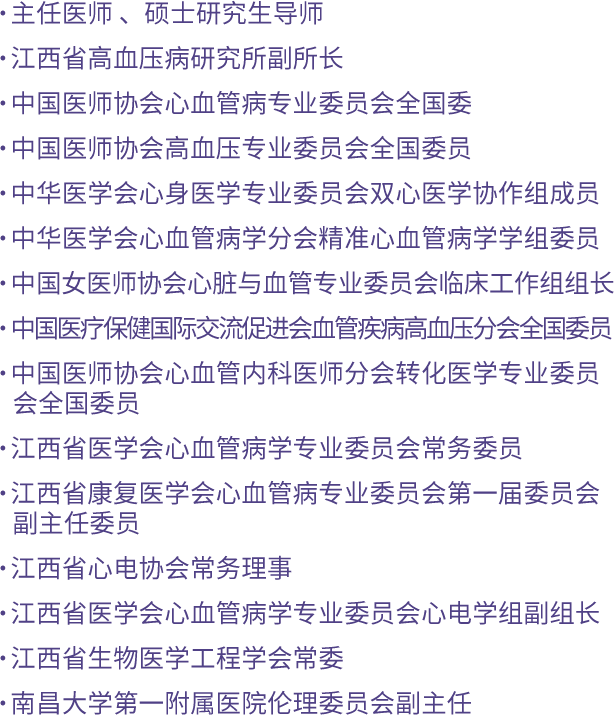 • 主任医师 、硕士研究生导师
• 江西省高血压病研究所副所长
• 中国医师协会心血管病专业委员会全国委
• 中国医师协会高血压专业委员会全国委员
• 中华医学会心身医学专业委员会双心医学协作组成员
• 中华医学会心血管病学分会精准心血管病学学组委员
• 中国女医师协会心脏与血管专业委员会临床工作组组长
• 中国医疗保健国际交流促进会血管疾病高血压分会全国委员
• 中国医师协会心血管内科医师分会转化医学专业委员
会全国委员
• 江西省医学会心血管病学专业委员会常务委员
• 江西省康复医学会心血管病专业委员会第一届委员会
副主任委员
• 江西省心电协会常务理事
• 江西省医学会心血管病学专业委员会心电学组副组长
• 江西省生物医学工程学会常委
• 南昌大学第一附属医院伦理委员会副主任